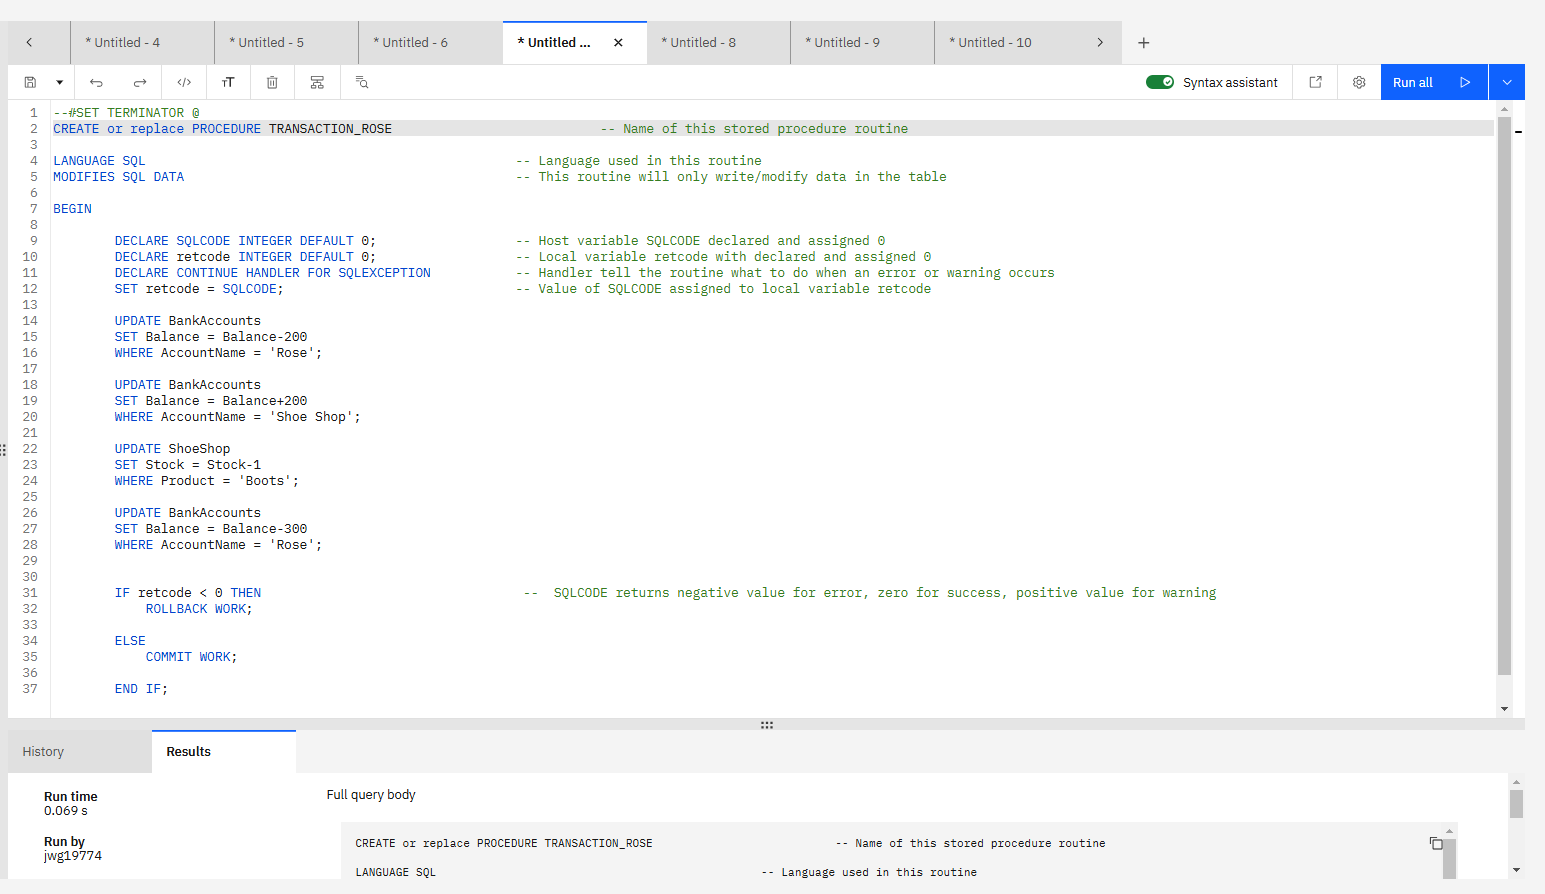 * Untitled - 4 * Untitled - 5 * Untitled - 6 * Untitled ... * Untitled - 8 * Untitled - 9 * Untitled - 10
Syntax assistant Run all
1 --#SET TERMINATOR @
2 CREATE or replace PROCEDURE TRANSACTION_ROSE -- Name of this stored procedure routine
3
4 LANGUAGE SQL -- Language used in this routine
5 MODIFIES SQL DATA -- This routine will only write/modify data in the table
6
7 BEGIN
8
9 DECLARE SQLCODE INTEGER DEFAULT 0; -- Host variable SQLCODE declared and assigned 0
10 DECLARE retcode INTEGER DEFAULT 0; -- Local variable retcode with declared and assigned 0
11 DECLARE CONTINUE HANDLER FOR SQLEXCEPTION -- Handler tell the routine what to do when an error or warning occurs
12 SET retcode = SQLCODE; -- Value of SQLCODE assigned to local variable retcode
13
14 UPDATE BankAccounts
15 SET Balance = Balance-200
16 WHERE AccountName = 'Rose';
17
18 UPDATE BankAccounts
19 SET Balance = Balance+200
20 WHERE AccountName = 'Shoe Shop';
21
22 UPDATE ShoeShop
23 SET Stock = Stock-1
24 WHERE Product = 'Boots';
25
26 UPDATE BankAccounts
27 SET Balance = Balance-300
28 WHERE AccountName = 'Rose';
29
30
31 IF retcode < 0 THEN -- SQLCODE returns negative value for error, zero for success, positive value for warning
32 ROLLBACK WORK;
33
34 ELSE
35 COMMIT WORK;
36
37 END IF;
History Results
Run time
0.069 s
Run by
jwg19774
Full query body
CREATE or replace PROCEDURE TRANSACTION_ROSE -- Name of this stored procedure routine
LANGUAGE SQL -- Language used in this routine